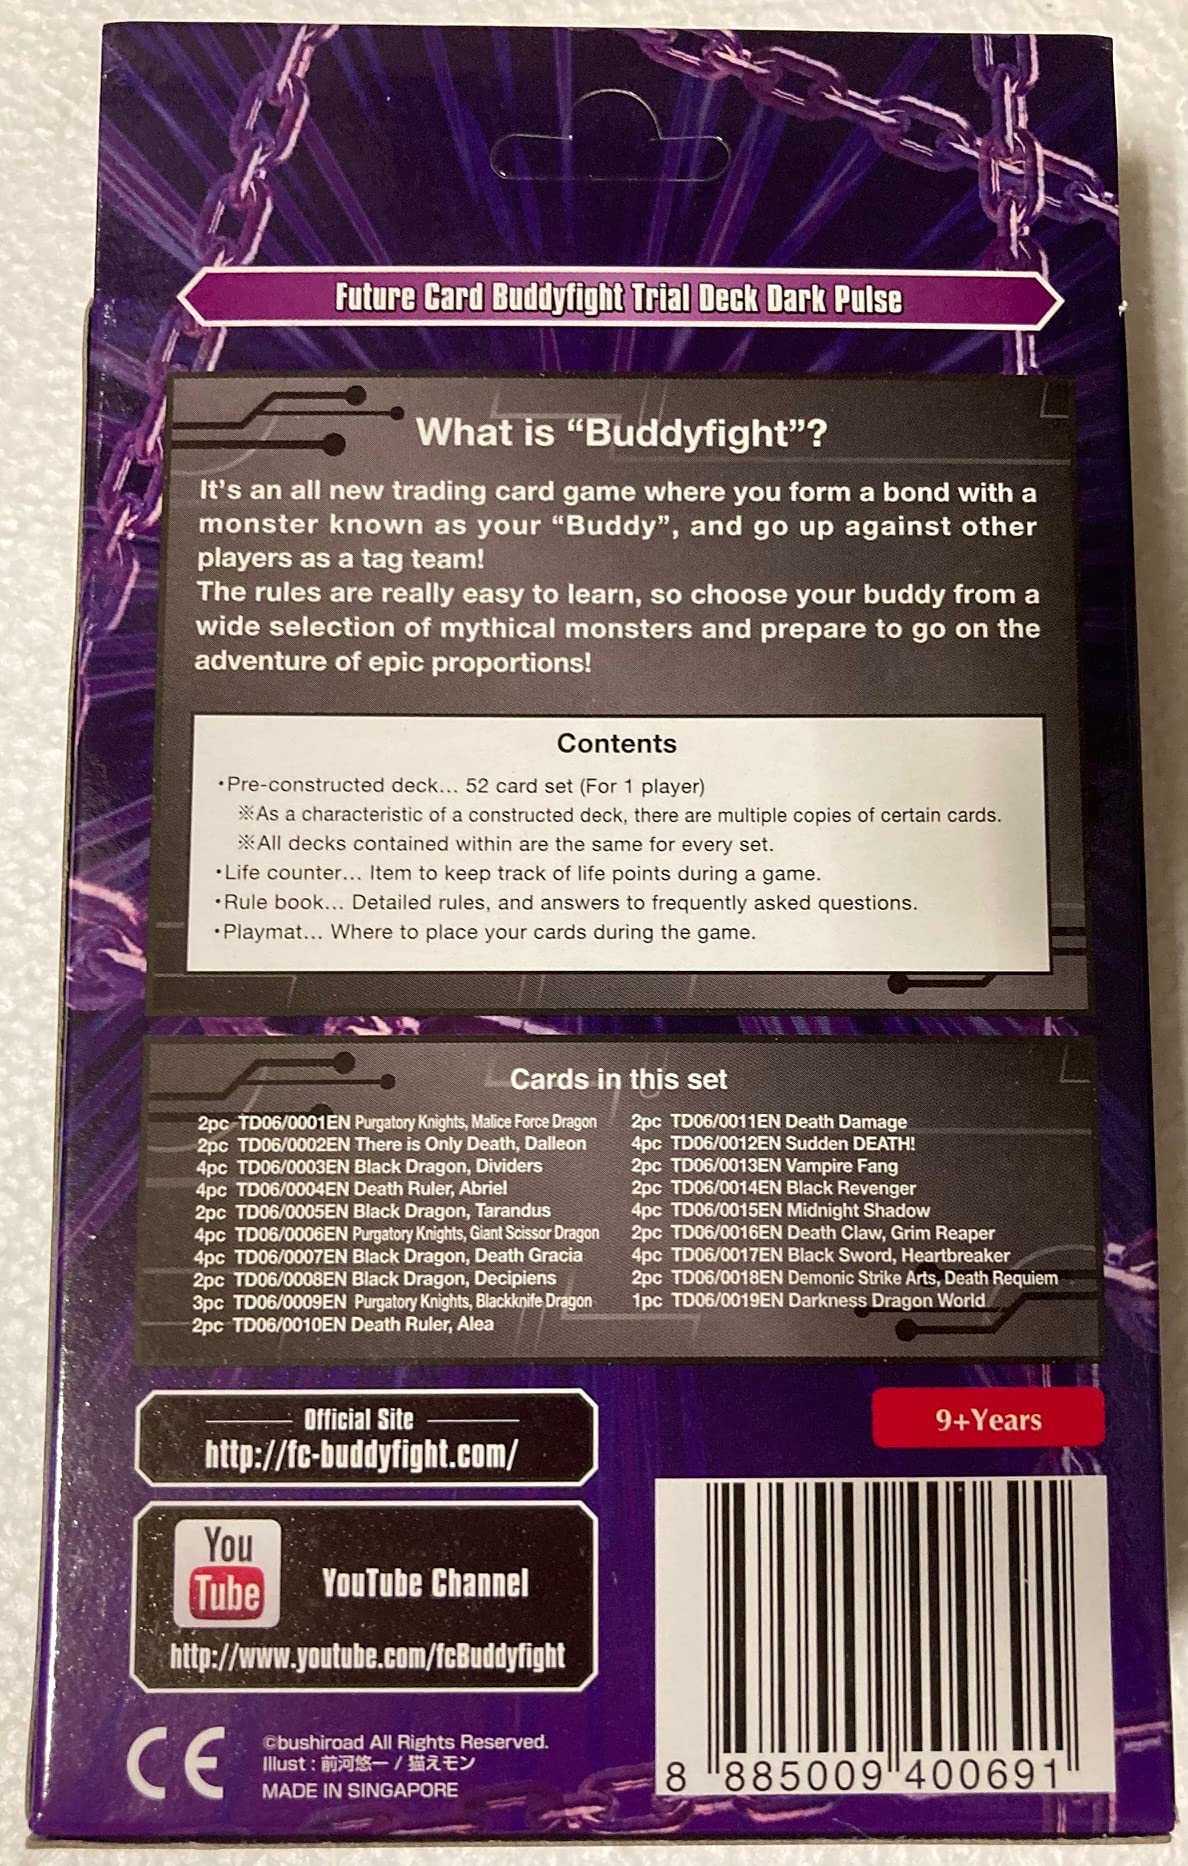 Future Card Buddyfight Trial Deck Dark Pulse
What is “Buddyfight”?
It's an all new trading card game where you form a bond with a
monster known as your “Buddy”, and go up against other
players as a tag team!
The rules are really easy to learn, so choose your buddy from a
wide selection of mythical monsters and prepare to go on the
adventure of epic proportions!
Contents
・Pre-constructed deck... 52 card set (For 1 player)
※As a characteristic of a constructed deck, there are multiple copies of certain cards.
※All decks contained within are the same for every set.
・Life counter... Item to keep track of life points during a game.
・Rule book... Detailed rules, and answers to frequently asked questions.
・Playmat... Where to place your cards during the game.
Cards in this set
2pc TD06/0001EN Purgatory Knights, Malice Force Dragon
2pc TD06/0002EN There is Only Death, Dalleon
4pc TD06/0003EN Black Dragon, Dividers
4pc TD06/0004EN Death Ruler, Abriel
2pc TD06/0005EN Black Dragon, Tarandus
4pc TD06/0006EN Purgatory Knights, Giant Scissor Dragon
4pc TD06/0007EN Black Dragon, Death Gracia
2pc TD06/0008EN Black Dragon, Decipiens
3pc TD06/0009EN Purgatory Knights, Blackknife Dragon
2pc TD06/0010EN Death Ruler, Alea
2pc TD06/0011EN Death Damage
4pc TD06/0012EN Sudden DEATH!
2pc TD06/0013EN Vampire Fang
2pc TD06/0014EN Black Revenger
4pc TD06/0015EN Midnight Shadow
2pc TD06/0016EN Death Claw, Grim Reaper
4pc TD06/0017EN Black Sword, Heartbreaker
2pc TD06/0018EN Demonic Strike Arts, Death Requiem
1pc TD06/0019EN Darkness Dragon World
Official Site
http://fc-buddyfight.com/
9+Years
You
Tube
YouTube Channel
http://www.youtube.com/fcBuddyfight
CE
©bushiroad All Rights Reserved.
Illust : 前河悠一 / 猫えモン
MADE IN SINGAPORE
8 885009 400691